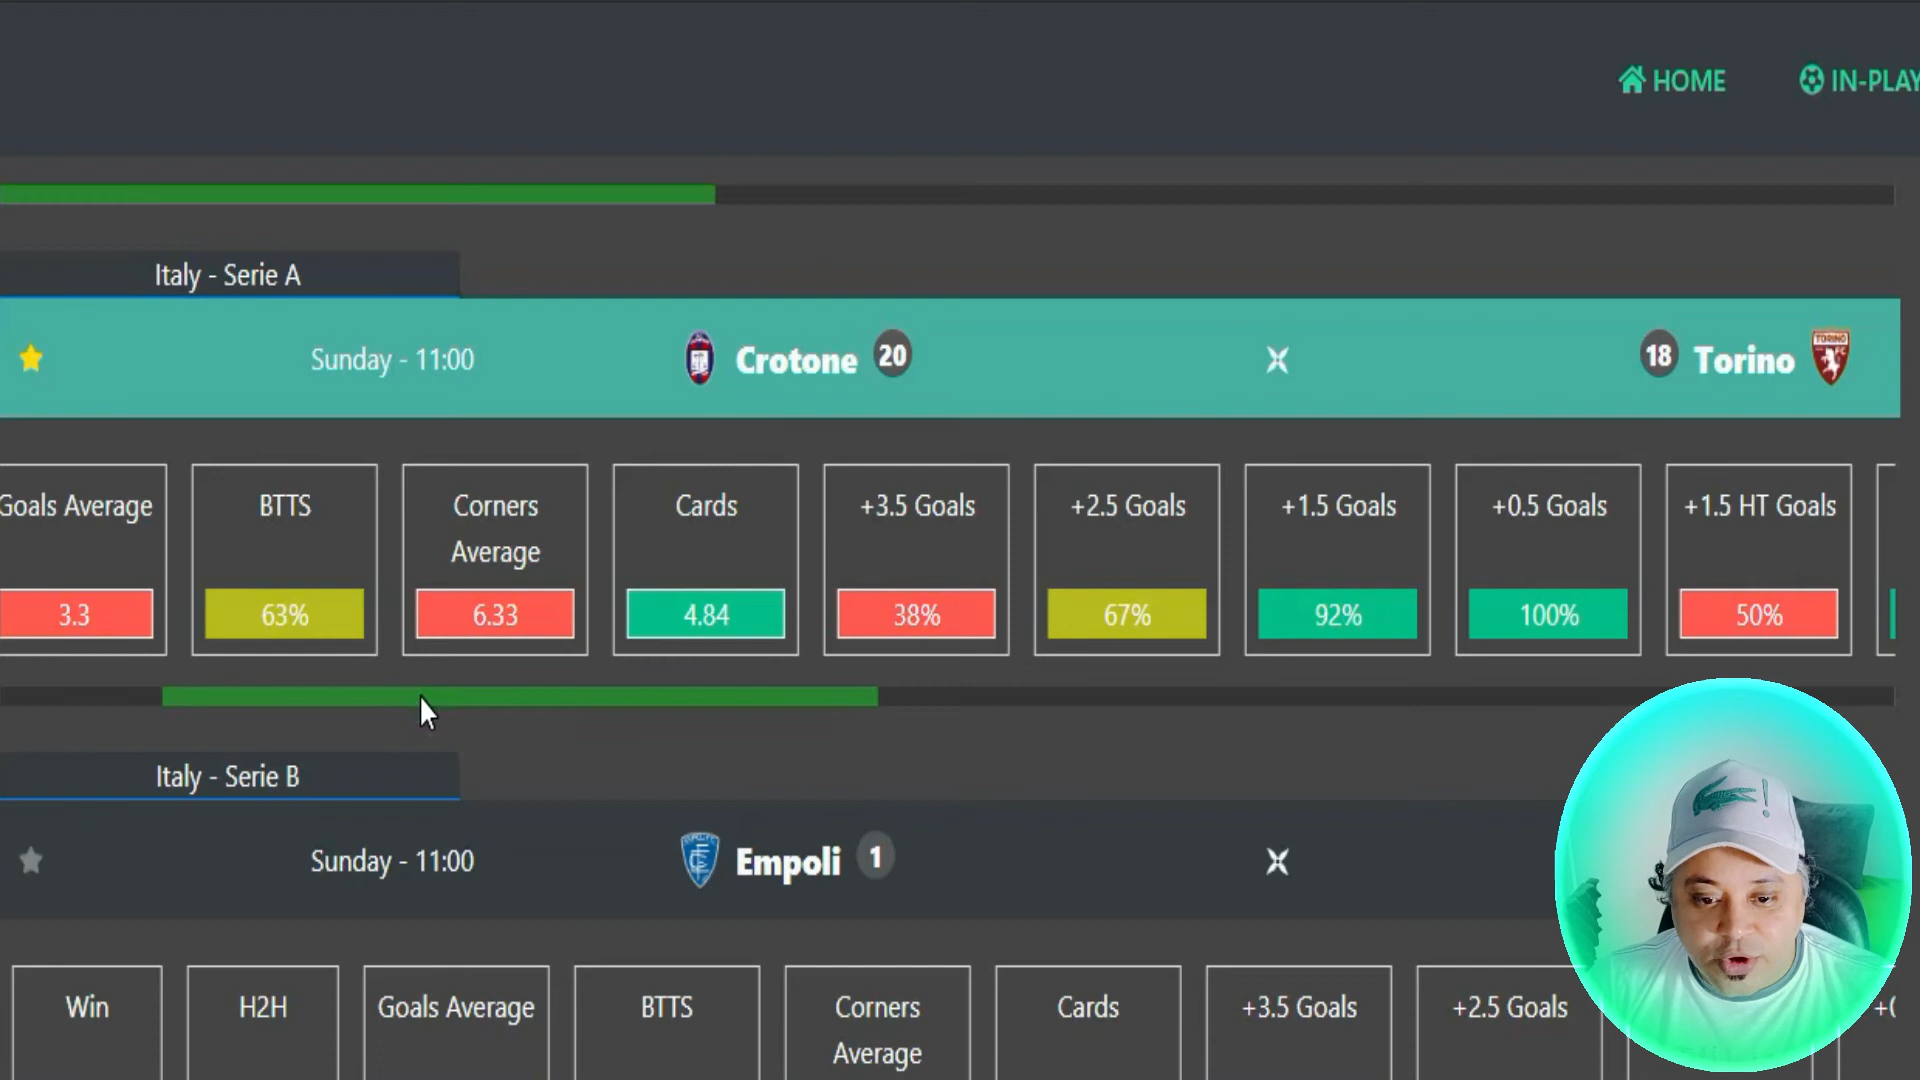 HOME
IN-PLAY
Italy - Serie A
Sunday - 11:00
Crotone 20
18 Torino
TORINO
Goals Average
BTTS
Corners Average
Cards
+3.5 Goals
+2.5 Goals
+1.5 Goals
+0.5 Goals
+1.5 HT Goals
3.3
63%
6.33
4.84
38%
67%
92%
100%
50%
Italy - Serie B
Sunday - 11:00
Empoli 1
Win
H2H
Goals Average
BTTS
Corners
Average
Cards
+3.5 Goals
+2.5 Goals